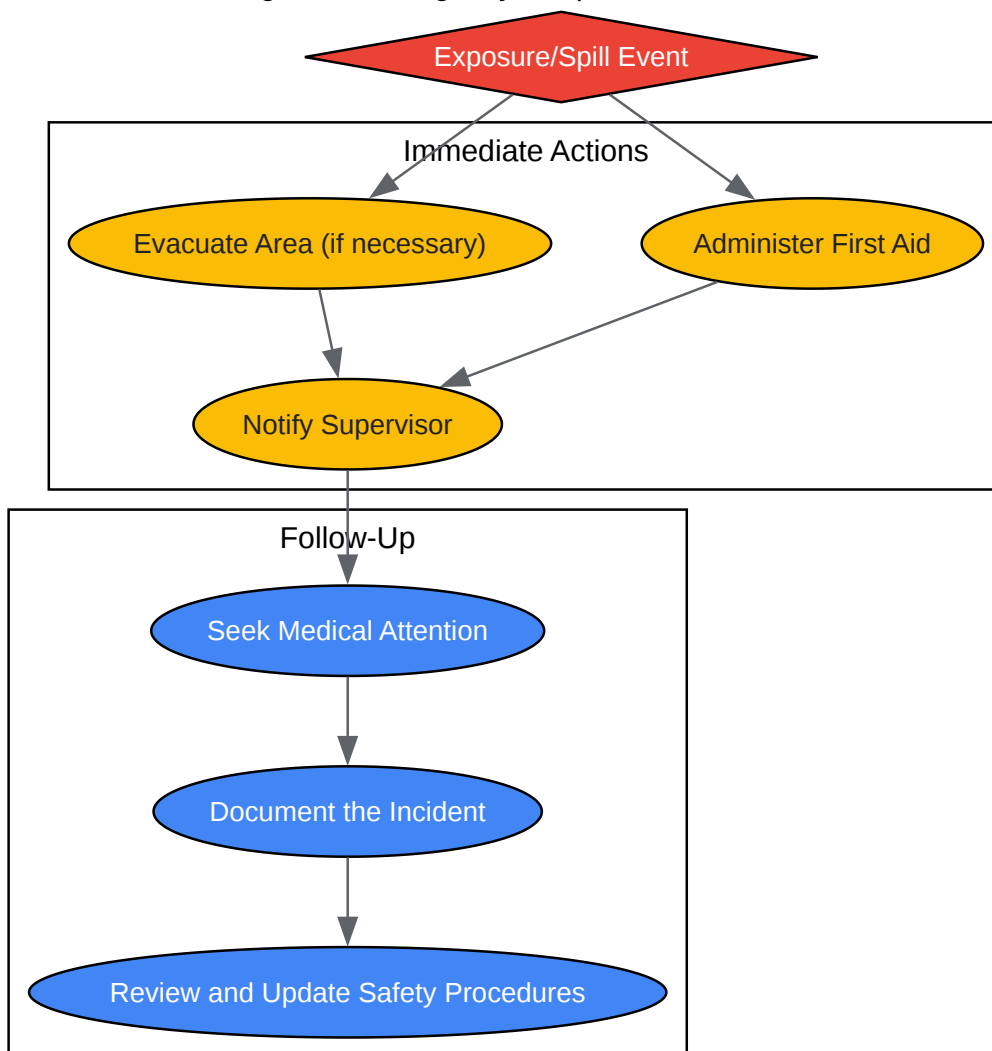 Exposure/Spill Event
Immediate Actions
Evacuate Area (if necessary)
Administer First Aid
Notify Supervisor
Follow-Up
Seek Medical Attention
Document the Incident
Review and Update Safety Procedures